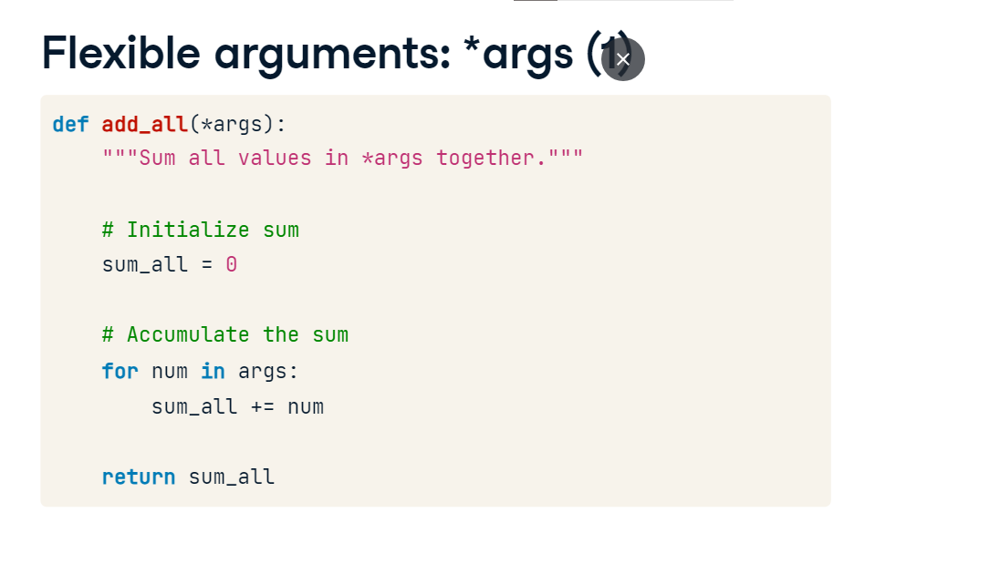 Flexible arguments: *args (1)
def add_all(*args):
    """Sum all values in *args together."""
    # Initialize sum
    sum_all = 0
    # Accumulate the sum
    for num in args:
        sum_all += num
    return sum_all